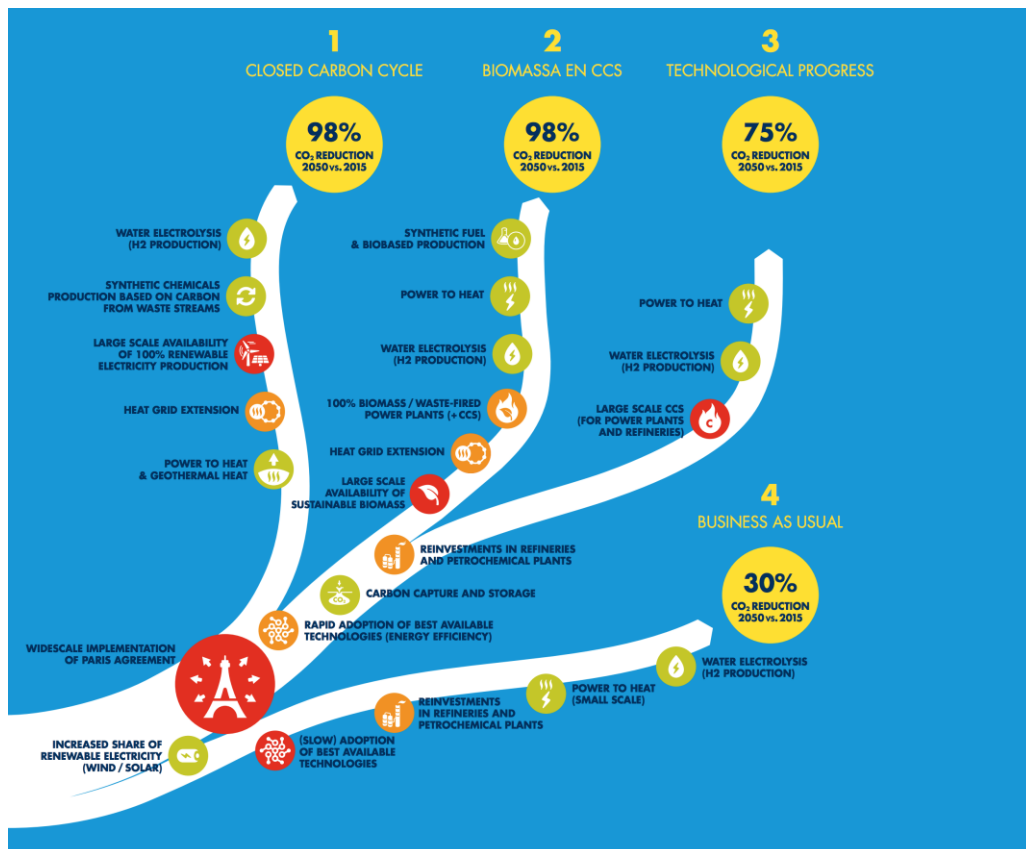 1
CLOSED CARBON CYCLE
98%
CO₂ REDUCTION
2050 vs. 2015
2
BIOMASSA EN CCS
98%
CO₂ REDUCTION
2050 vs. 2015
3
TECHNOLOGICAL PROGRESS
75%
CO₂ REDUCTION
2050 vs. 2015
WATER ELECTROLYSIS
(H2 PRODUCTION)
SYNTHETIC CHEMICALS
PRODUCTION BASED ON CARBON
FROM WASTE STREAMS
LARGE SCALE AVAILABILITY
OF 100% RENEWABLE
ELECTRICITY PRODUCTION
HEAT GRID EXTENSION
POWER TO HEAT
& GEOTHERMAL HEAT
SYNTHETIC FUEL
& BIOBASED PRODUCTION
POWER TO HEAT
WATER ELECTROLYSIS
(H2 PRODUCTION)
100% BIOMASS / WASTE-FIRED
POWER PLANTS (+ CCS)
HEAT GRID EXTENSION
LARGE SCALE
AVAILABILITY OF
SUSTAINABLE BIOMASS
POWER TO HEAT
WATER ELECTROLYSIS
(H2 PRODUCTION)
LARGE SCALE CCS
(FOR POWER PLANTS
AND REFINERIES)
C
4
BUSINESS AS USUAL
30%
CO₂ REDUCTION
2050 vs. 2015
REINVESTMENTS IN REFINERIES
AND PETROCHEMICAL PLANTS
CO₂
CARBON CAPTURE AND STORAGE
RAPID ADOPTION OF BEST AVAILABLE
TECHNOLOGIES (ENERGY EFFICIENCY)
WIDESCALE IMPLEMENTATION
OF PARIS AGREEMENT
WATER ELECTROLYSIS
(H2 PRODUCTION)
POWER TO HEAT
(SMALL SCALE)
REINVESTMENTS
IN REFINERIES AND
PETROCHEMICAL PLANTS
(SLOW) ADOPTION
OF BEST AVAILABLE
TECHNOLOGIES
INCREASED SHARE OF
RENEWABLE ELECTRICITY
(WIND / SOLAR)